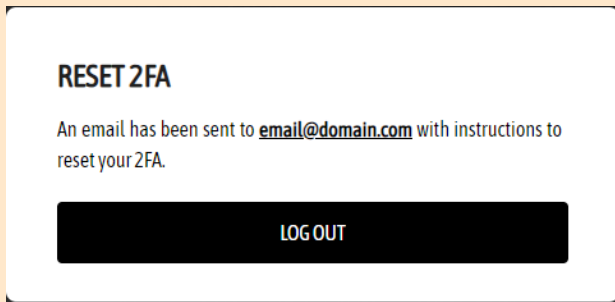 RESET 2FA
An email has been sent to email@domain.com with instructions to
reset your 2FA.
LOG OUT